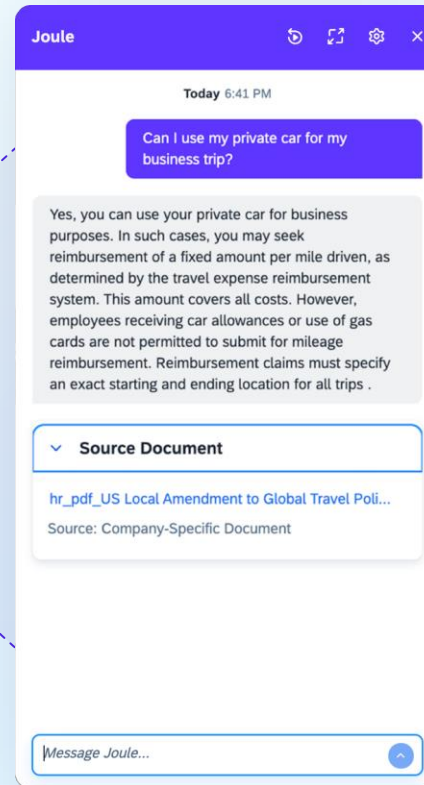 Joule
Today 6:41 PM
Can I use my private car for my
business trip?
Yes, you can use your private car for business
purposes. In such cases, you may seek
reimbursement of a fixed amount per mile driven, as
determined by the travel expense reimbursement
system. This amount covers all costs. However,
employees receiving car allowances or use of gas
cards are not permitted to submit for mileage
reimbursement. Reimbursement claims must specify
an exact starting and ending location for all trips .
Source Document
hr_pdf_US Local Amendment to Global Travel Poli...
Source: Company-Specific Document
Message Joule...